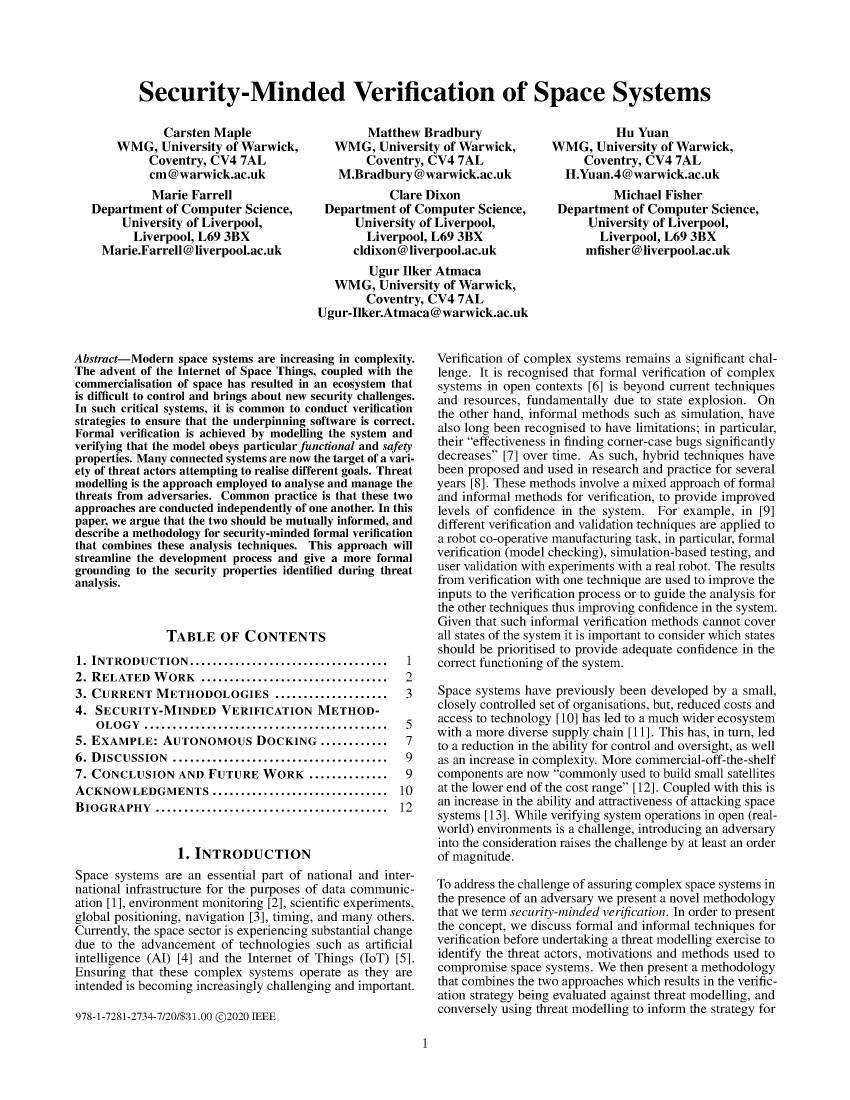 Security-Minded Verification of Space Systems
Carsten Maple
WMG, University of Warwick,
Coventry, CV4 7AL
cm@warwick.ac.uk
Matthew Bradbury
WMG, University of Warwick,
Coventry, CV4 7AL
M.Bradbury@warwick.ac.uk
Hu Yuan
WMG, University of Warwick,
Coventry, CV4 7AL
H.Yuan.4@warwick.ac.uk
Marie Farrell
Department of Computer Science,
University of Liverpool,
Liverpool, L69 3BX
Marie.Farrell@liverpool.ac.uk
Clare Dixon
Department of Computer Science,
University of Liverpool,
Liverpool, L69 3BX
cldixon@liverpool.ac.uk
Michael Fisher
Department of Computer Science,
University of Liverpool,
Liverpool, L69 3BX
mfisher@liverpool.ac.uk
Ugur Ilker Atmaca
WMG, University of Warwick,
Coventry, CV4 7AL
Ugur-Ilker.Atmaca@warwick.ac.uk
Abstract—Modern space systems are increasing in complexity.
The advent of the Internet of Space Things, coupled with the
commercialisation of space has resulted in an ecosystem that
is difficult to control and brings about new security challenges.
In such critical systems, it is common to conduct verification
strategies to ensure that the underpinning software is correct.
Formal verification is achieved by modelling the system and
verifying that the model obeys particular functional and safety
properties. Many connected systems are now the target of a vari-
ety of threat actors attempting to realise different goals. Threat
modelling is the approach employed to analyse and manage the
threats from adversaries. Common practice is that these two
approaches are conducted independently of one another. In this
paper, we argue that the two should be mutually informed, and
describe a methodology for security-minded formal verification
that combines these analysis techniques. This approach will
streamline the development process and give a more formal
grounding to the security properties identified during threat
analysis.
TABLE OF CONTENTS
1. INTRODUCTION.................................. 1
2. RELATED WORK ................................ 2
3. CURRENT METHODOLOGIES .................... 3
4. SECURITY-MINDED VERIFICATION METHOD-
OLOGY ........................................... 5
5. EXAMPLE: AUTONOMOUS DOCKING ............ 7
6. DISCUSSION ..................................... 9
7. CONCLUSION AND FUTURE WORK .............. 9
ACKNOWLEDGMENTS ............................... 10
BIOGRAPHY ......................................... 12
1. INTRODUCTION
Space systems are an essential part of national and inter-
national infrastructure for the purposes of data communic-
ation [1], environment monitoring [2], scientific experiments,
global positioning, navigation [3], timing, and many others.
Currently, the space sector is experiencing substantial change
due to the advancement of technologies such as artificial
intelligence (AI) [4] and the Internet of Things (IoT) [5].
Ensuring that these complex systems operate as they are
intended is becoming increasingly challenging and important.
978-1-7281-2734-7/20/$31.00 ©2020 IEEE
Verification of complex systems remains a significant chal-
lenge. It is recognised that formal verification of complex
systems in open contexts [6] is beyond current techniques
and resources, fundamentally due to state explosion. On
the other hand, informal methods such as simulation, have
also long been recognised to have limitations; in particular,
their “effectiveness in finding corner-case bugs significantly
decreases” [7] over time. As such, hybrid techniques have
been proposed and used in research and practice for several
years [8]. These methods involve a mixed approach of formal
and informal methods for verification, to provide improved
levels of confidence in the system. For example, in [9]
different verification and validation techniques are applied to
a robot co-operative manufacturing task, in particular, formal
verification (model checking), simulation-based testing, and
user validation with experiments with a real robot. The results
from verification with one technique are used to improve the
inputs to the verification process or to guide the analysis for
the other techniques thus improving confidence in the system.
Given that such informal verification methods cannot cover
all states of the system it is important to consider which states
should be prioritised to provide adequate confidence in the
correct functioning of the system.
Space systems have previously been developed by a small,
closely controlled set of organisations, but, reduced costs and
access to technology [10] has led to a much wider ecosystem
with a more diverse supply chain [11]. This has, in turn, led
to a reduction in the ability for control and oversight, as well
as an increase in complexity. More commercial-off-the-shelf
components are now “commonly used to build small satellites
at the lower end of the cost range” [12]. Coupled with this is
an increase in the ability and attractiveness of attacking space
systems [13]. While verifying system operations in open (real-
world) environments is a challenge, introducing an adversary
into the consideration raises the challenge by at least an order
of magnitude.
To address the challenge of assuring complex space systems in
the presence of an adversary we present a novel methodology
that we term security-minded verification. In order to present
the concept, we discuss formal and informal techniques for
verification before undertaking a threat modelling exercise to
identify the threat actors, motivations and methods used to
compromise space systems. We then present a methodology
that combines the two approaches which results in the verific-
ation strategy being evaluated against threat modelling, and
conversely using threat modelling to inform the strategy for
1